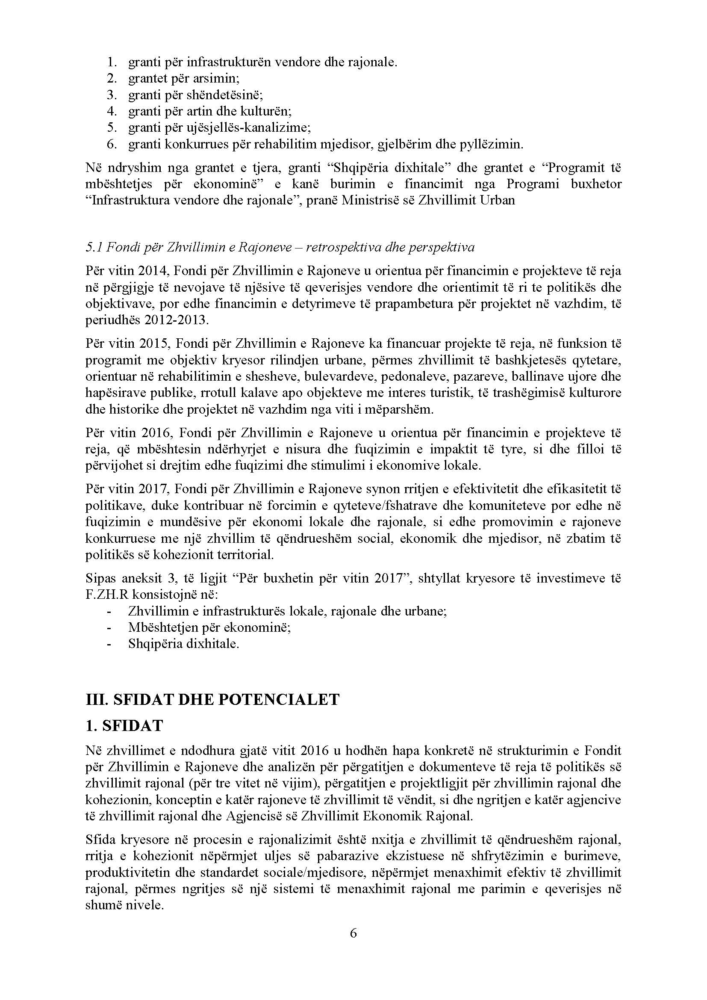 1. granti për infrastrukturën vendore dhe rajonale.
2. grantet për arsimin;
3. granti për shëndetësinë;
4. granti për artin dhe kulturën;
5. granti për ujësjellës-kanalizime;
6. granti konkurrues për rehabilitim mjedisor, gjelbërim dhe pyllëzimin.
Në ndryshim nga grantet e tjera, granti “Shqipëria dixhitale” dhe grantet e “Programit të
mbështetjes për ekonominë” e kanë burimin e financimit nga Programi buxhetor
“Infrastruktura vendore dhe rajonale”, pranë Ministrisë së Zhvillimit Urban
5.1 Fondi për Zhvillimin e Rajoneve – retrospektiva dhe perspektiva
Për vitin 2014, Fondi për Zhvillimin e Rajoneve u orientua për financimin e projekteve të reja
në përgjigje të nevojave të njësive të qeverisjes vendore dhe orientimit të ri te politikës dhe
objektivave, por edhe financimin e detyrimeve të prapambetura për projektet në vazhdim, të
periudhës 2012-2013.
Për vitin 2015, Fondi për Zhvillimin e Rajoneve ka financuar projekte të reja, në funksion të
programit me objektiv kryesor rilindjen urbane, përmes zhvillimit të bashkjetesës qytetare,
orientuar në rehabilitimin e shesheve, bulevardeve, pedonaleve, pazareve, ballinave ujore dhe
hapësirave publike, rrotull kalave apo objekteve me interes turistik, të trashëgimisë kulturore
dhe historike dhe projektet në vazhdim nga viti i mëparshëm.
Për vitin 2016, Fondi për Zhvillimin e Rajoneve u orientua për financimin e projekteve të
reja, që mbështesin ndërhyrjet e nisura dhe fuqizimin e impaktit të tyre, si dhe filloi të
përvijohet si drejtim edhe fuqizimi dhe stimulimi i ekonomive lokale.
Për vitin 2017, Fondi për Zhvillimin e Rajoneve synon rritjen e efektivitetit dhe efikasitetit të
politikave, duke kontribuar në forcimin e qyteteve/fshatrave dhe komuniteteve por edhe në
fuqizimin e mundësive për ekonomi lokale dhe rajonale, si edhe promovimin e rajoneve
konkurruese me një zhvillim të qëndrueshëm social, ekonomik dhe mjedisor, në zbatim të
politikës së kohezionit territorial.
Sipas aneksit 3, të ligjit “Për buxhetin për vitin 2017”, shtyllat kryesore të investimeve të
F.ZH.R konsistojnë në:
- Zhvillimin e infrastrukturës lokale, rajonale dhe urbane;
- Mbështetjen për ekonominë;
- Shqipëria dixhitale.
III. SFIDAT DHE POTENCIALET
1. SFIDAT
Në zhvillimet e ndodhura gjatë vitit 2016 u hodhën hapa konkretë në strukturimin e Fondit
për Zhvillimin e Rajoneve dhe analizën për përgatitjen e dokumenteve të reja të politikës së
zhvillimit rajonal (për tre vitet në vijim), përgatitjen e projektligjit për zhvillimin rajonal dhe
kohezionin, konceptin e katër rajoneve të zhvillimit të vëndit, si dhe ngritjen e katër agjencive
të zhvillimit rajonal dhe Agjencisë së Zhvillimit Ekonomik Rajonal.
Sfida kryesore në procesin e rajonalizimit është nxitja e zhvillimit të qëndrueshëm rajonal,
rritja e kohezionit nëpërmjet uljes së pabarazive ekzistuese në shfrytëzimin e burimeve,
produktivitetin dhe standardet sociale/mjedisore, nëpërmjet menaxhimit efektiv të zhvillimit
rajonal, përmes ngritjes së një sistemi të menaxhimit rajonal me parimin e qeverisjes në
shumë nivele.
6